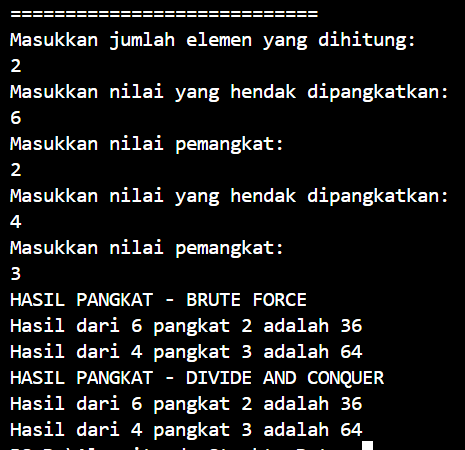 ============================
Masukkan jumlah elemen yang dihitung:
2
Masukkan nilai yang hendak dipangkatkan:
6
Masukkan nilai pemangkat:
2
Masukkan nilai yang hendak dipangkatkan:
4
Masukkan nilai pemangkat:
3
HASIL PANGKAT - BRUTE FORCE
Hasil dari 6 pangkat 2 adalah 36
Hasil dari 4 pangkat 3 adalah 64
HASIL PANGKAT - DIVIDE AND CONQUER
Hasil dari 6 pangkat 2 adalah 36
Hasil dari 4 pangkat 3 adalah 64